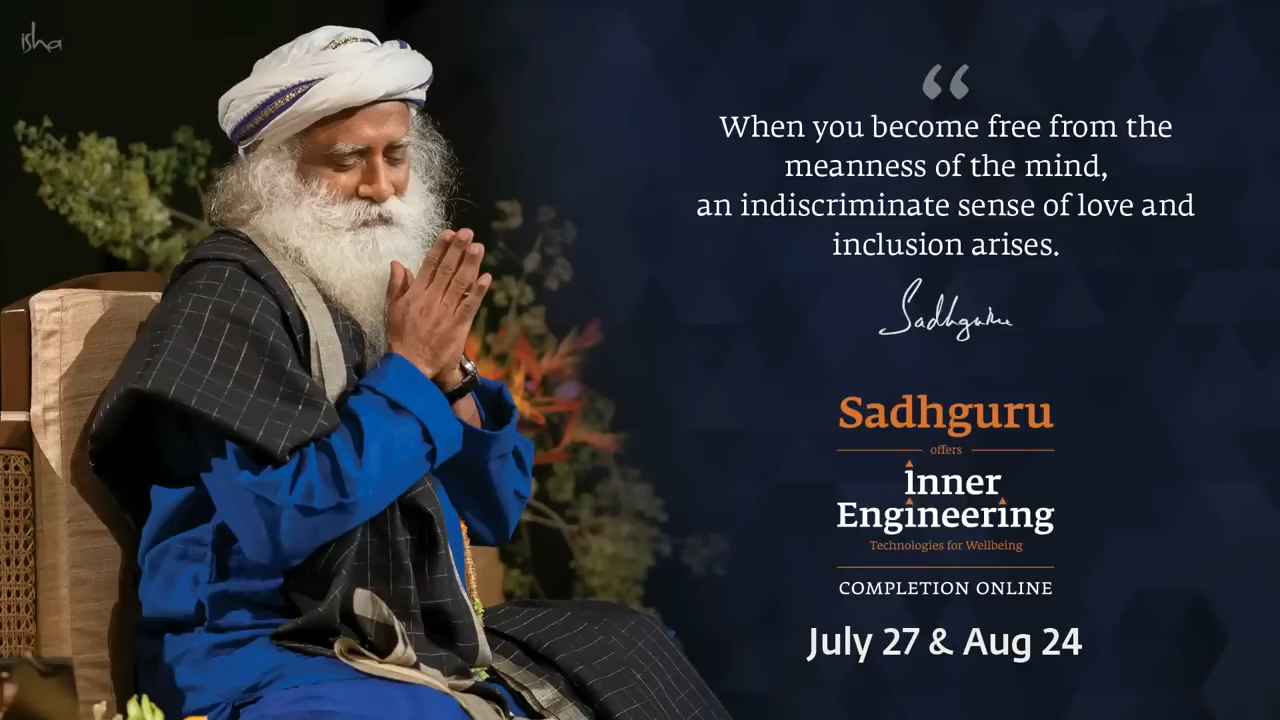 isha
“
When you become free from the
meanness of the mind,
an indiscriminate sense of love and
inclusion arises.
Sadhguru
Sadhguru
offers
inner
Engineering
Technologies for Wellbeing
COMPLETION ONLINE
July 27 & Aug 24